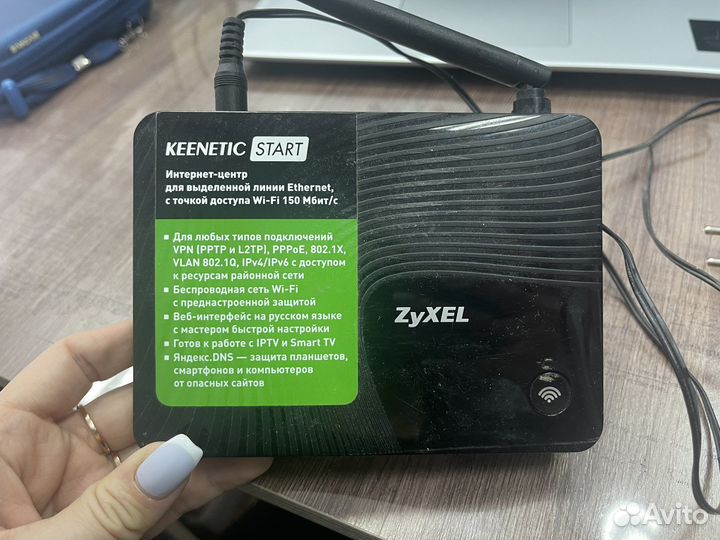 KEENETIC START
Интернет-центр
для выделенной линии Ethernet,
с точкой доступа Wi-Fi 150 Мбит/с
Для любых типов подключений
VPN (PPTP и L2TP), PPPoE, 802.1X,
VLAN 802.1Q, IPv4/IPv6 с доступом
к ресурсам районной сети
Беспроводная сеть Wi-Fi
с преднастроенной защитой
Веб-интерфейс на русском языке
с мастером быстрой настройки
Готов к работе с IPTV и Smart TV
Яндекс.DNS — защита планшетов,
смартфонов и компьютеров
от опасных сайтов
ZyXEL
Avito